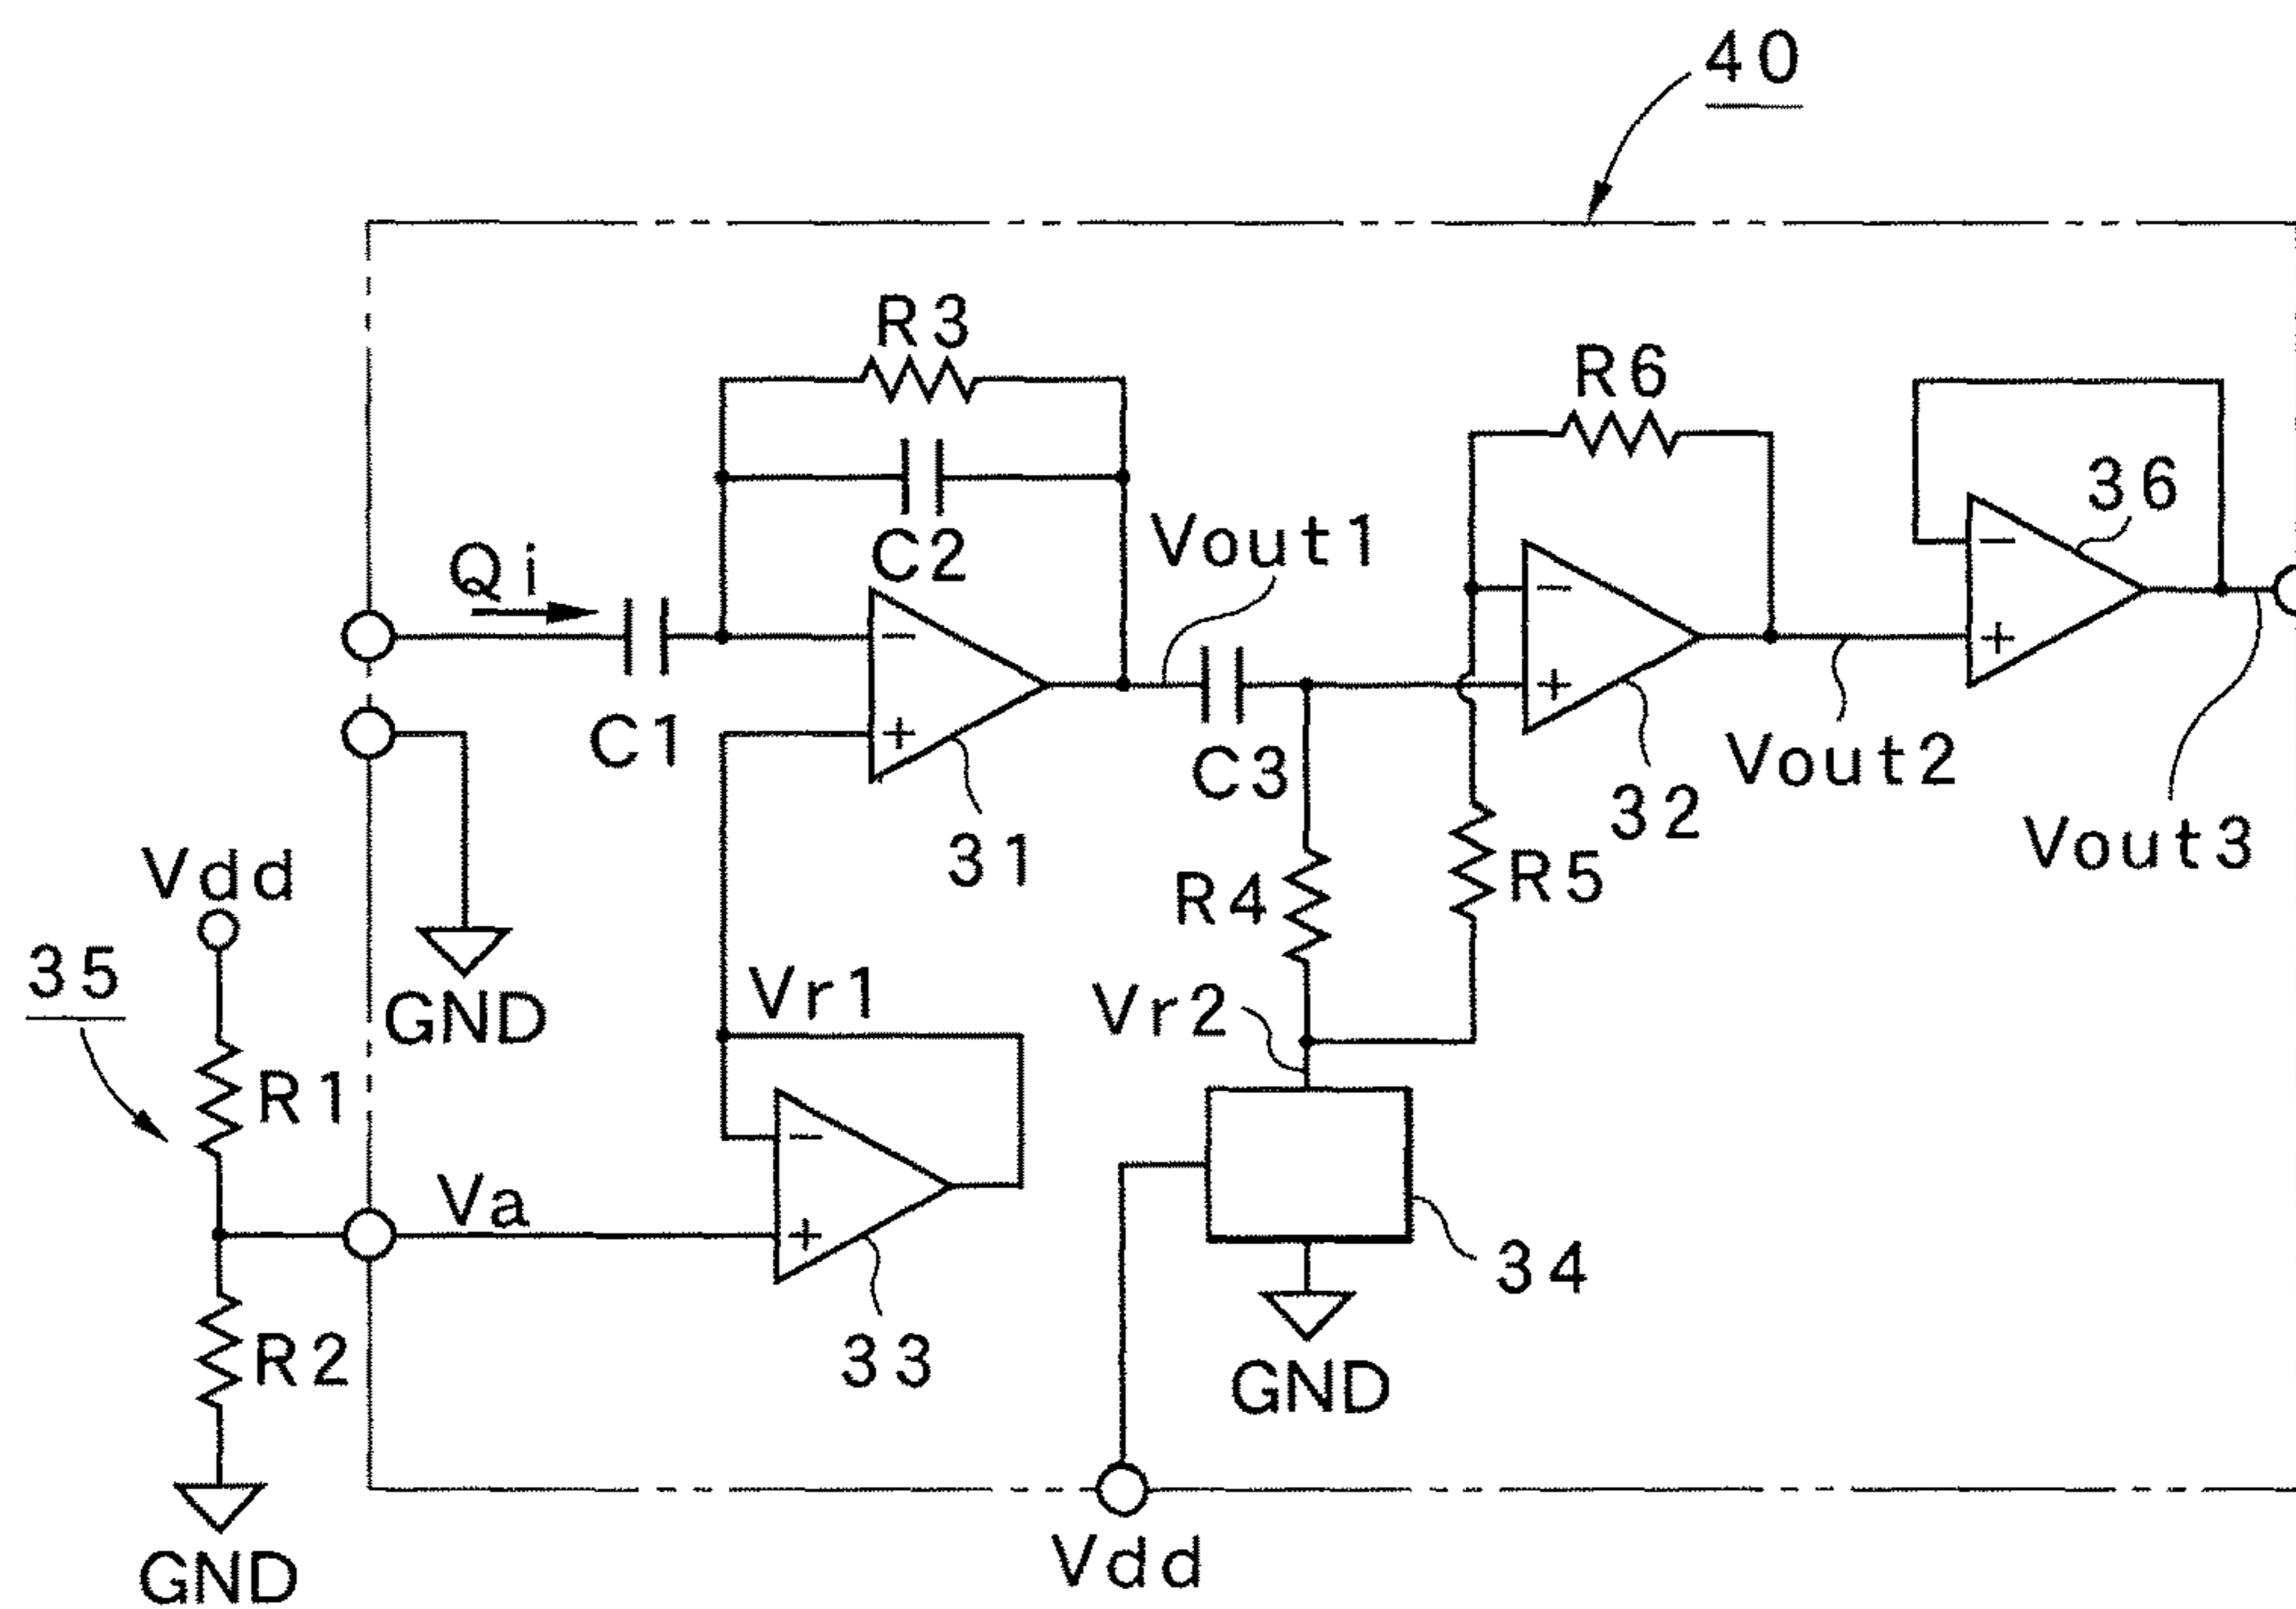 40
R3
R6
36
C2
Vout1
Qi
−
−
−
+
+
+
C1
C3
Vout2
32
31
Vout3
Vdd
R5
R4
35
GND
Vr1
Vr2
R1
−
Va
+
34
33
R2
GND
GND
Vdd